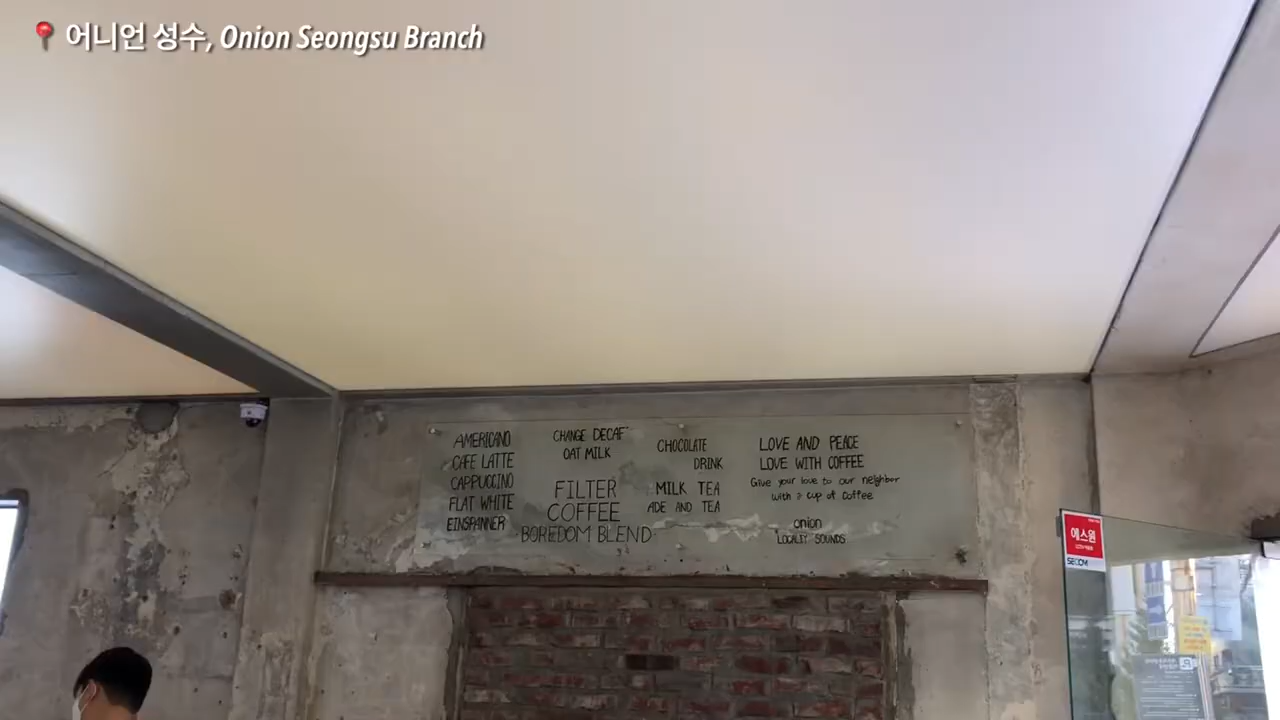 어니언 성수, Onion Seongsu Branch
AMERICANO
CAFE LATTE
CAPPUCCINO
FLAT WHITE
EINSPANNER
CHANGE DECAF
OAT MILK
FILTER
COFFEE
BOREDOM BLEND
CHOCOLATE
DRINK
MILK TEA
ADE AND TEA
LOVE AND PEACE
LOVE WITH COFFEE
Give your love to our neighbor
with a cup of coffee
onion
LOCALITY SOUNDS
에스원
SECOM